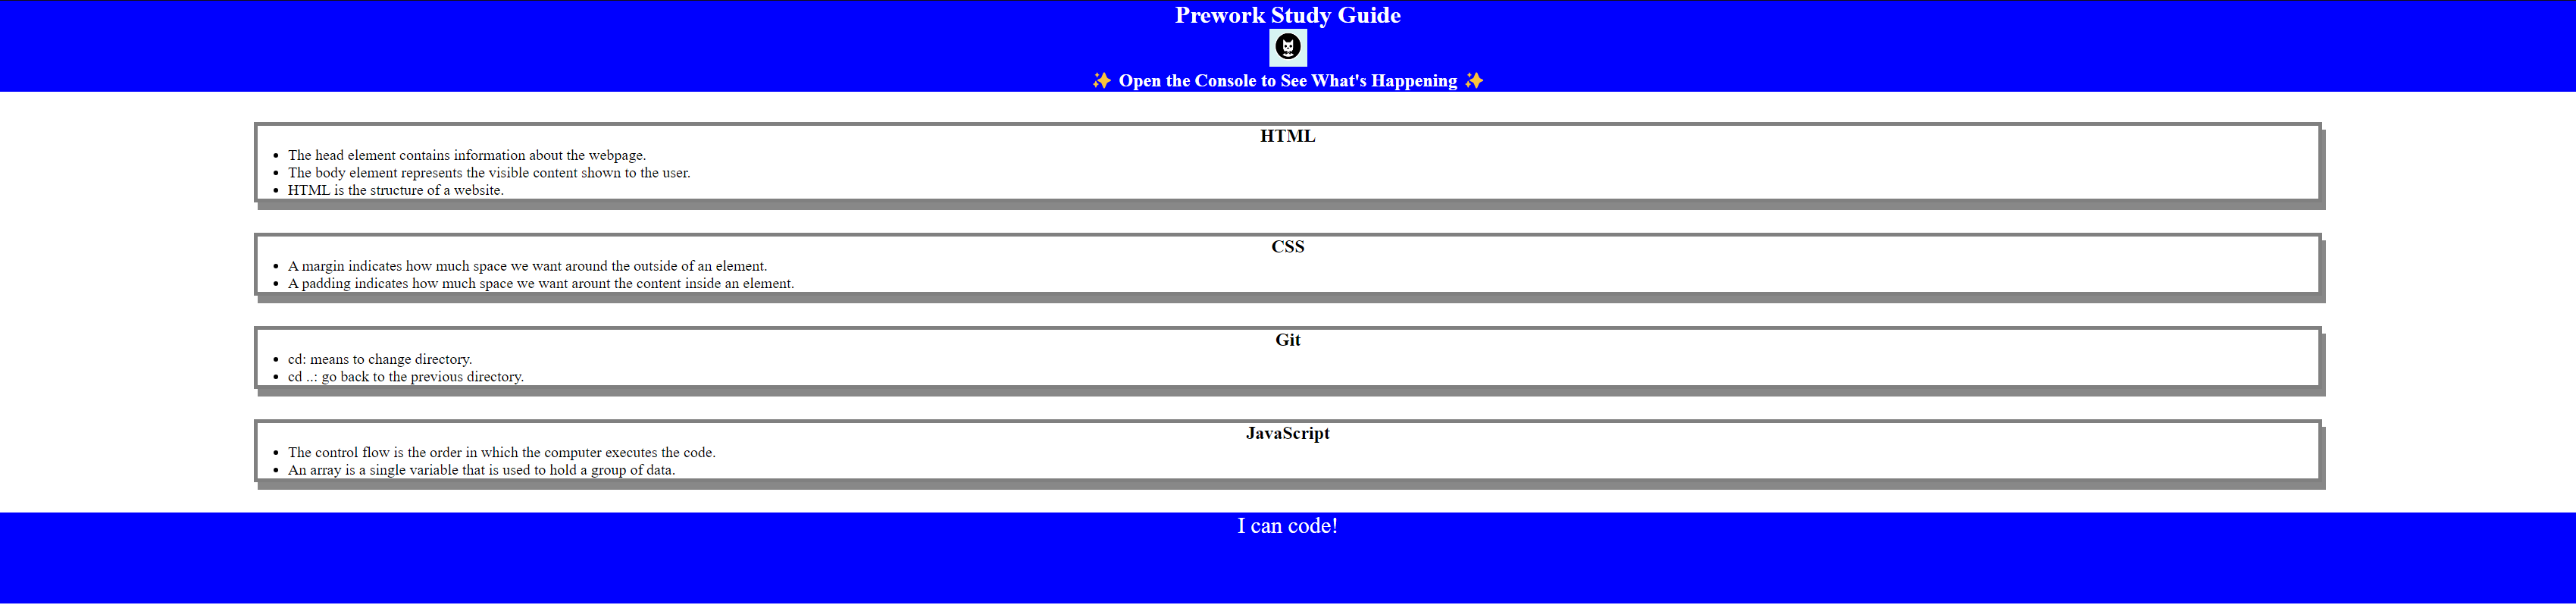 Prework Study Guide
✨ Open the Console to See What's Happening ✨
HTML
• The head element contains information about the webpage.
• The body element represents the visible content shown to the user.
• HTML is the structure of a website.
CSS
• A margin indicates how much space we want around the outside of an element.
• A padding indicates how much space we want arount the content inside an element.
Git
• cd: means to change directory.
• cd ..: go back to the previous directory.
JavaScript
• The control flow is the order in which the computer executes the code.
• An array is a single variable that is used to hold a group of data.
I can code!